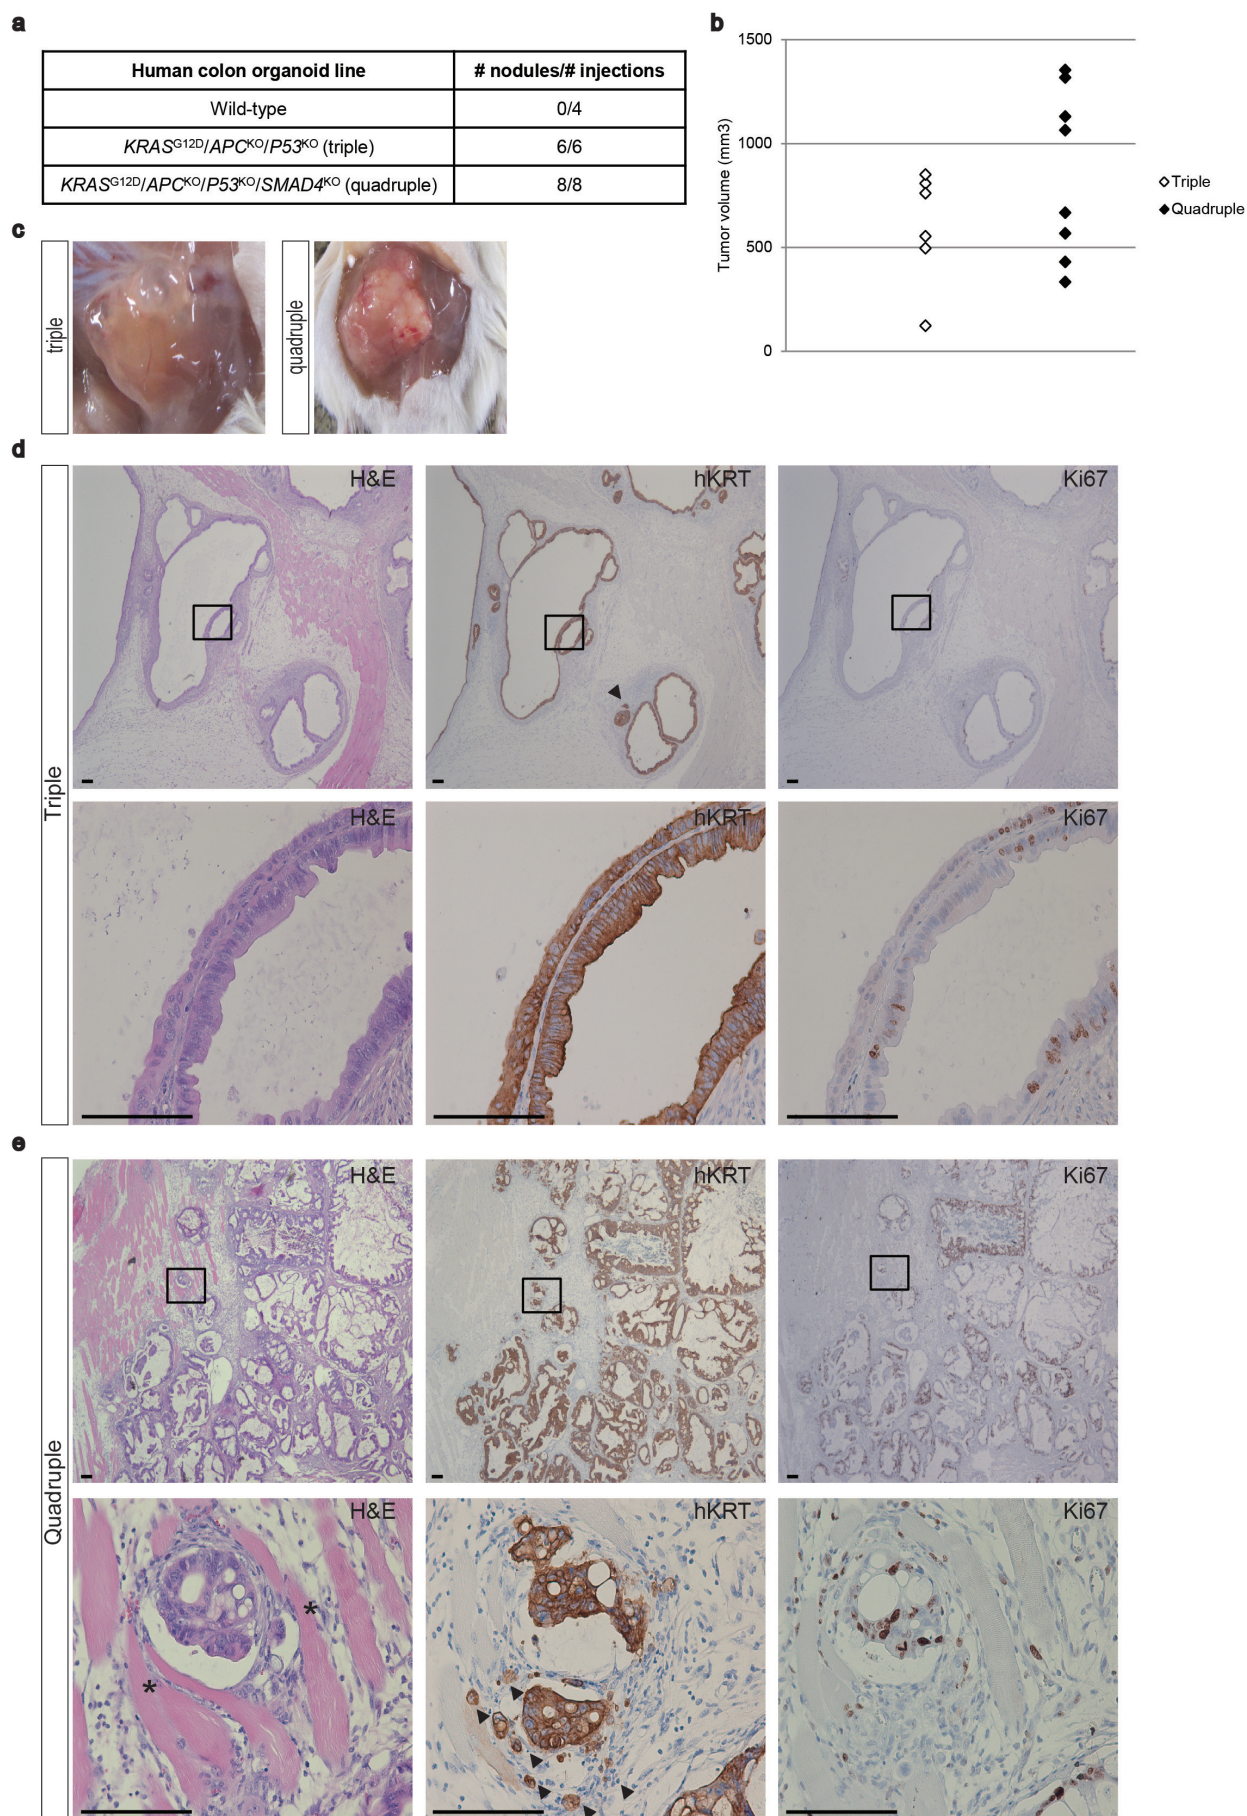 a
Human colon organoid line # nodules/# injections
Wild-type 0/4
KRASG12D/APCKO/P53KO (triple) 6/6
KRASG12D/APCKO/P53KO/SMAD4KO (quadruple) 8/8
b
1500
1000
500
0
Tumor volume (mm3)
Triple
Quadruple
c
triple
quadruple
d
Triple
H&E
hKRT
Ki67
H&E
hKRT
Ki67
e
Quadruple
H&E
hKRT
Ki67
H&E
*
*
hKRT
Ki67